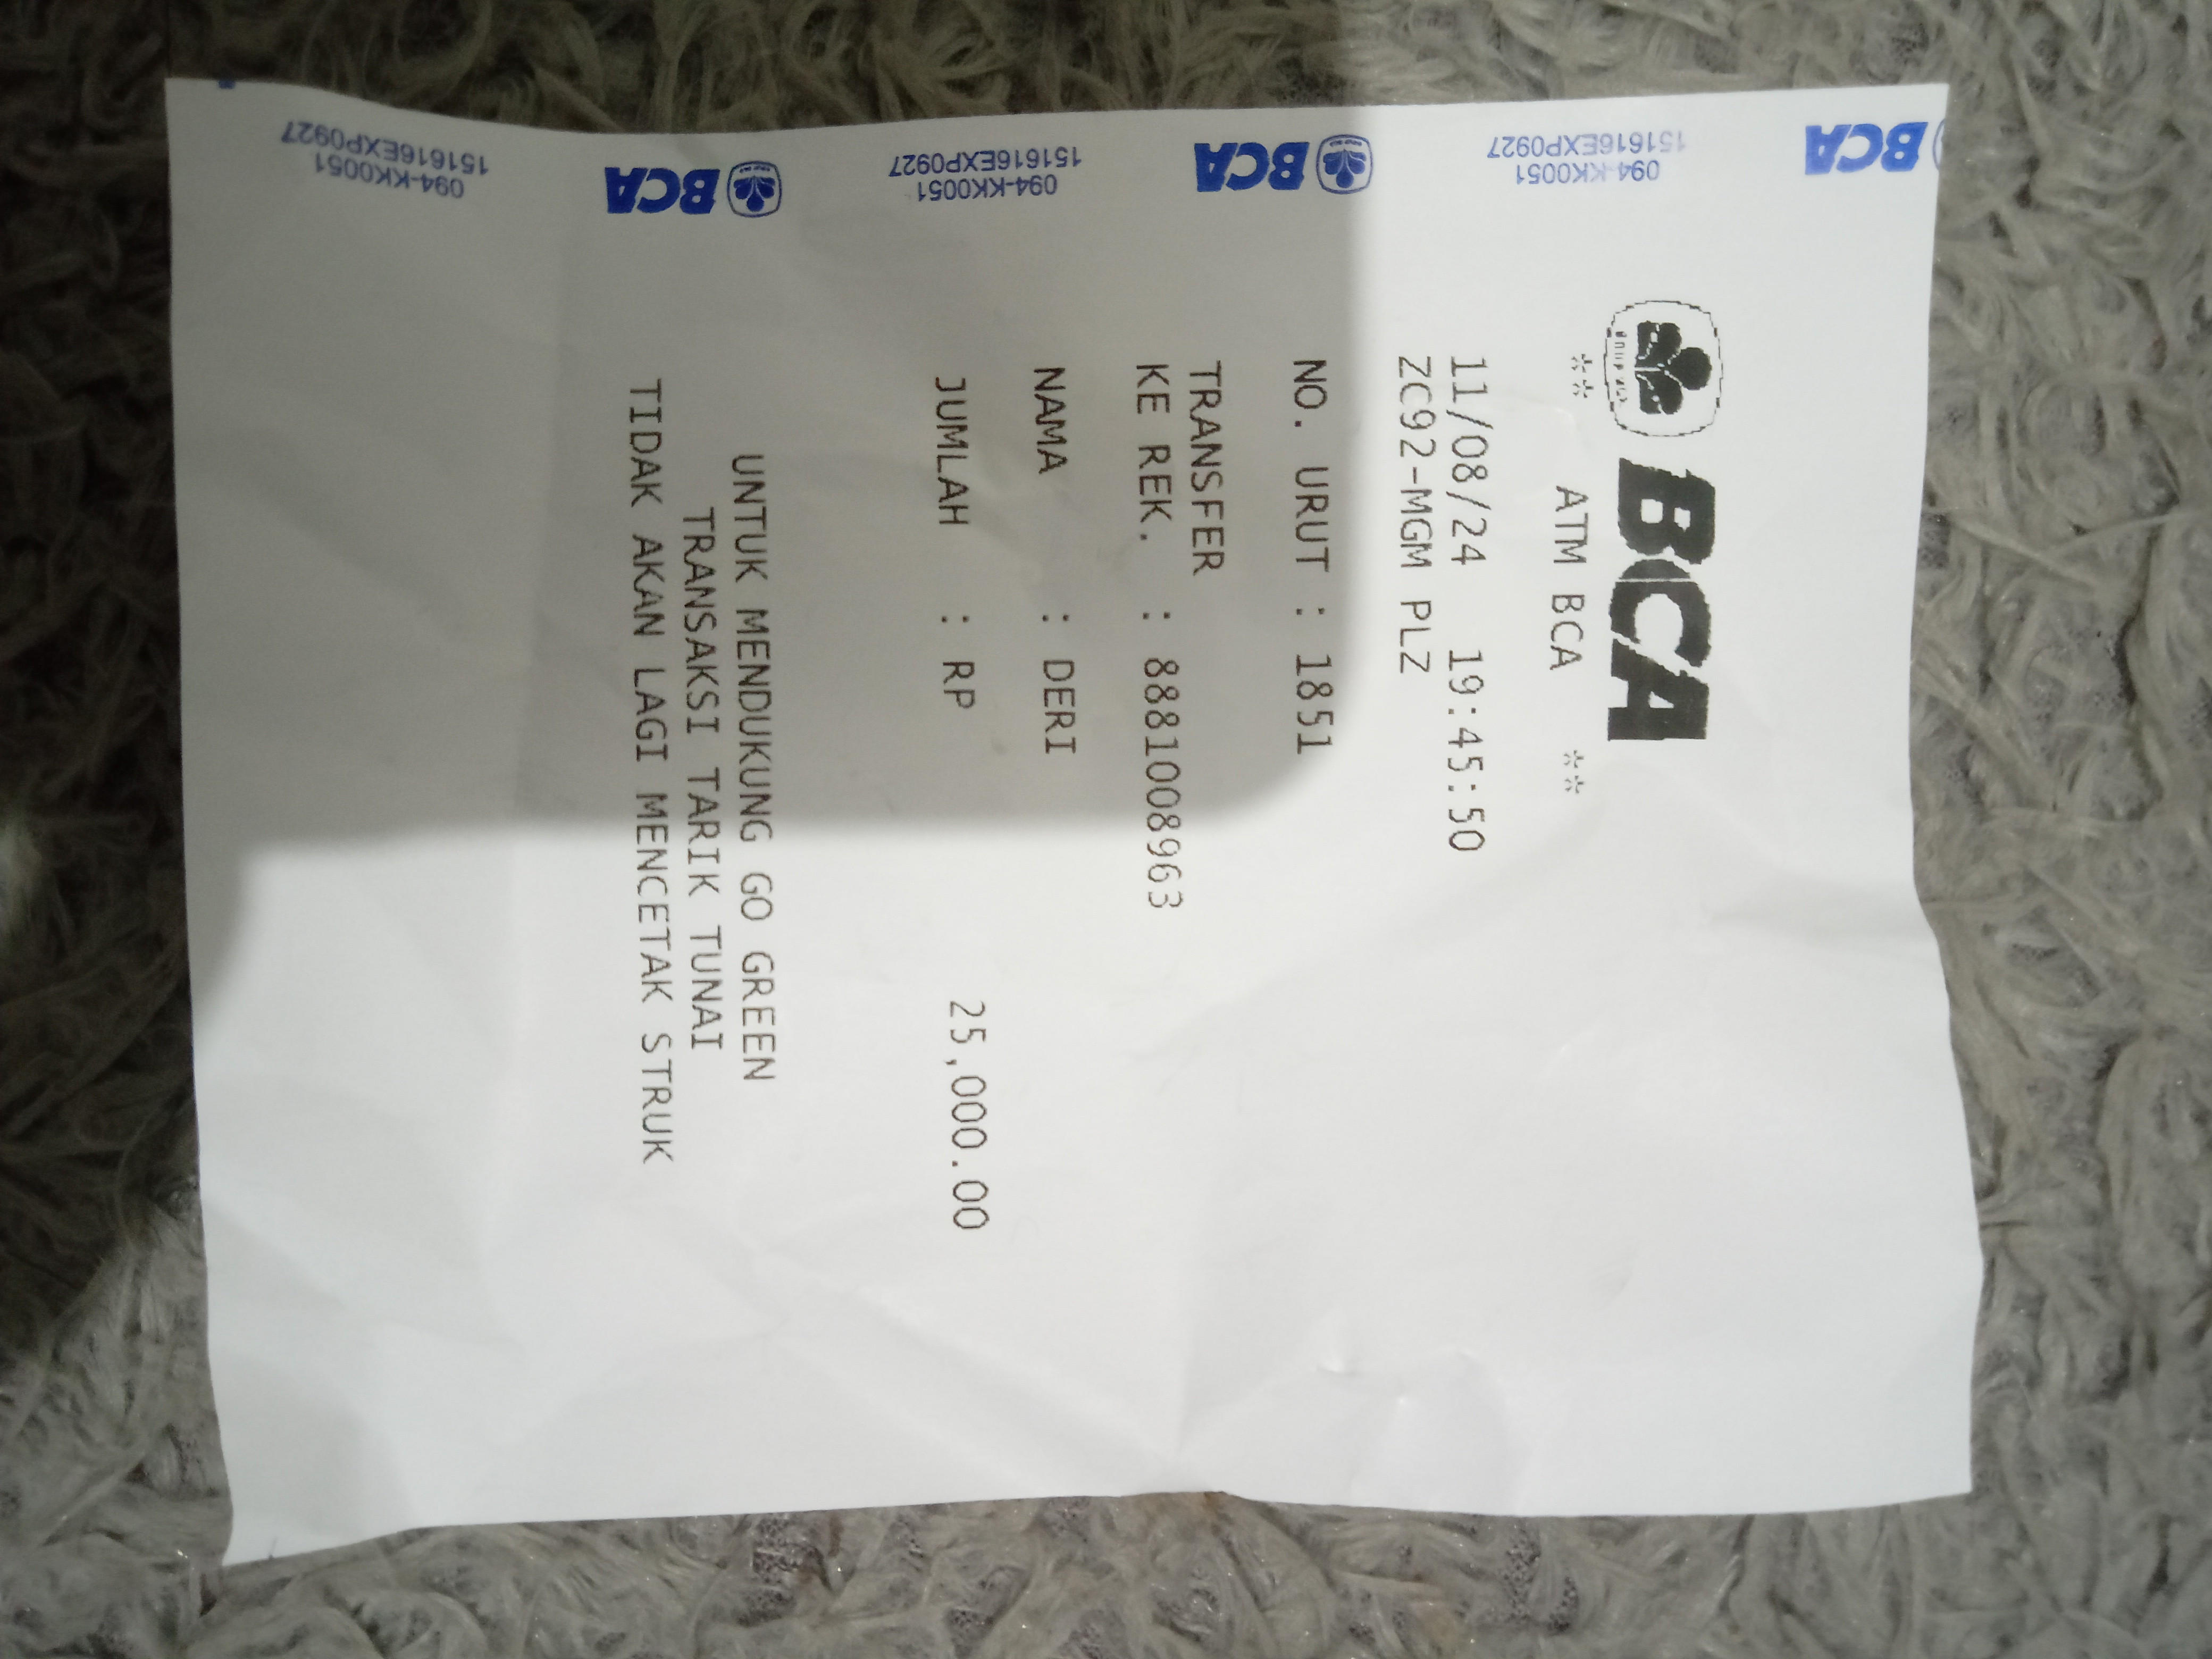 BCA
** ATM BCA **
11/08/24 19:45:50
ZC92-MGM PLZ
NO. URUT : 1851
TRANSFER
KE REK. : 8881008963
NAMA : DERI
JUMLAH : RP 25,000.00
UNTUK MENDUKUNG GO GREEN
TRANSAKSI TARIK TUNAI
TIDAK AKAN LAGI MENCETAK STRUK
094-KK0051
151616EXP0927
BCA
094-KK0051
151616EXP0927
BCA
094-KK0051
151616EXP0927
BCA